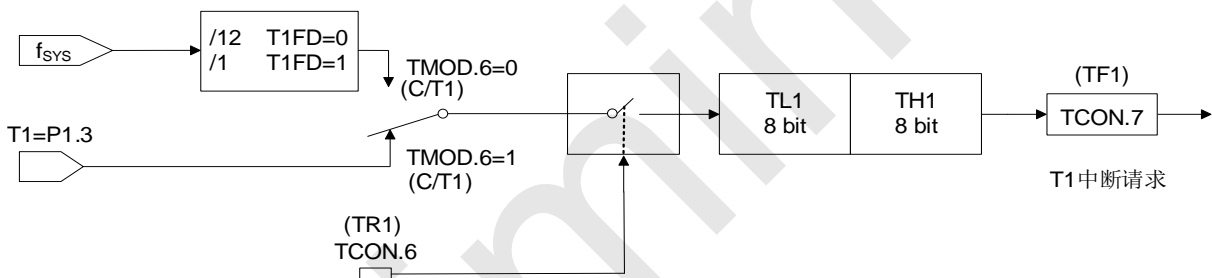 fSYS
/12 T1FD=0
/1 T1FD=1
TMOD.6=0
(C/T1)
T1=P1.3
TMOD.6=1
(C/T1)
(TR1)
TCON.6
TL1
8 bit
TH1
8 bit
(TF1)
TCON.7
T1中断请求